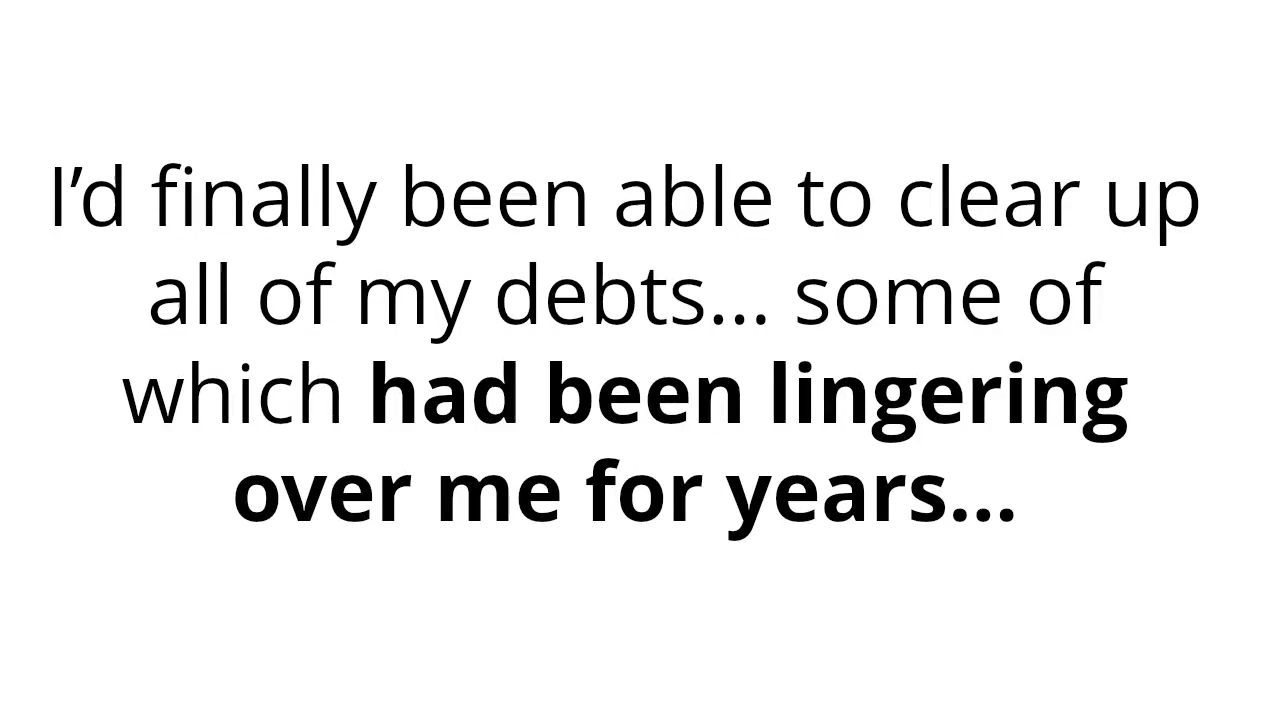 I’d finally been able to clear up
all of my debts... some of
which had been lingering
over me for years...